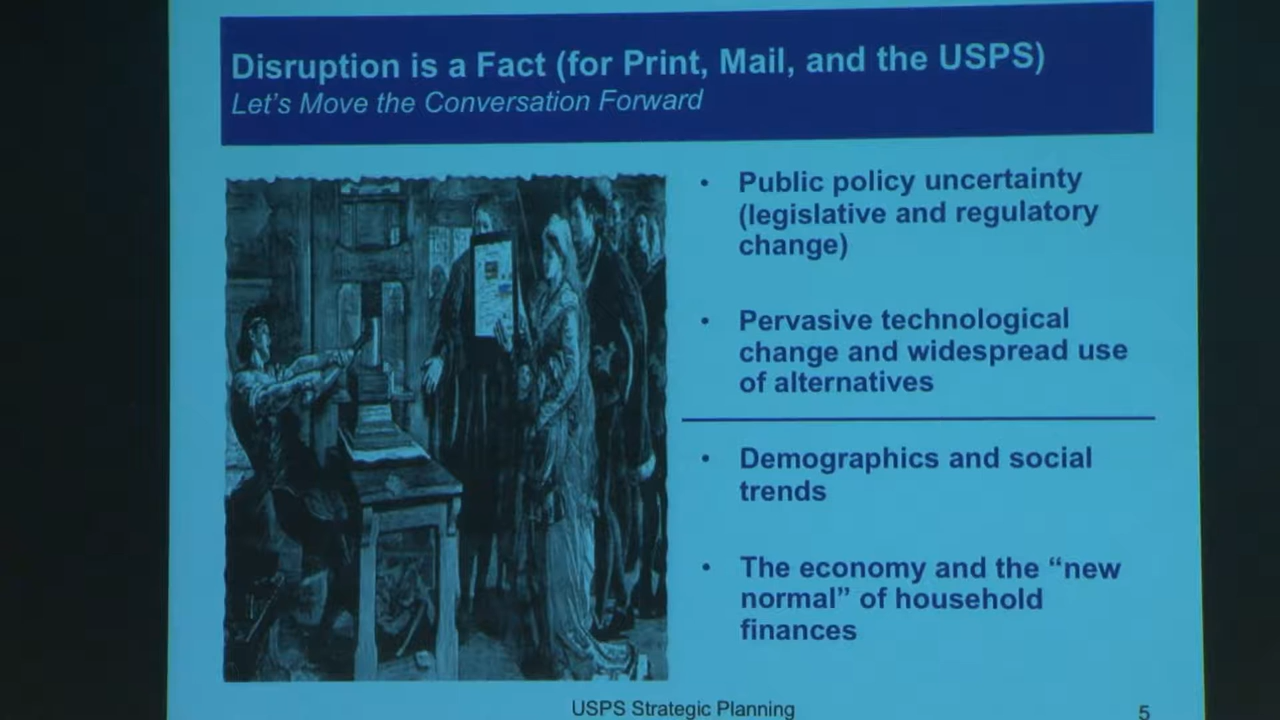 Disruption is a Fact (for Print, Mail, and the USPS)
Let's Move the Conversation Forward
• Public policy uncertainty
(legislative and regulatory
change)
• Pervasive technological
change and widespread use
of alternatives
• Demographics and social
trends
• The economy and the “new
normal” of household
finances
USPS Strategic Planning
5